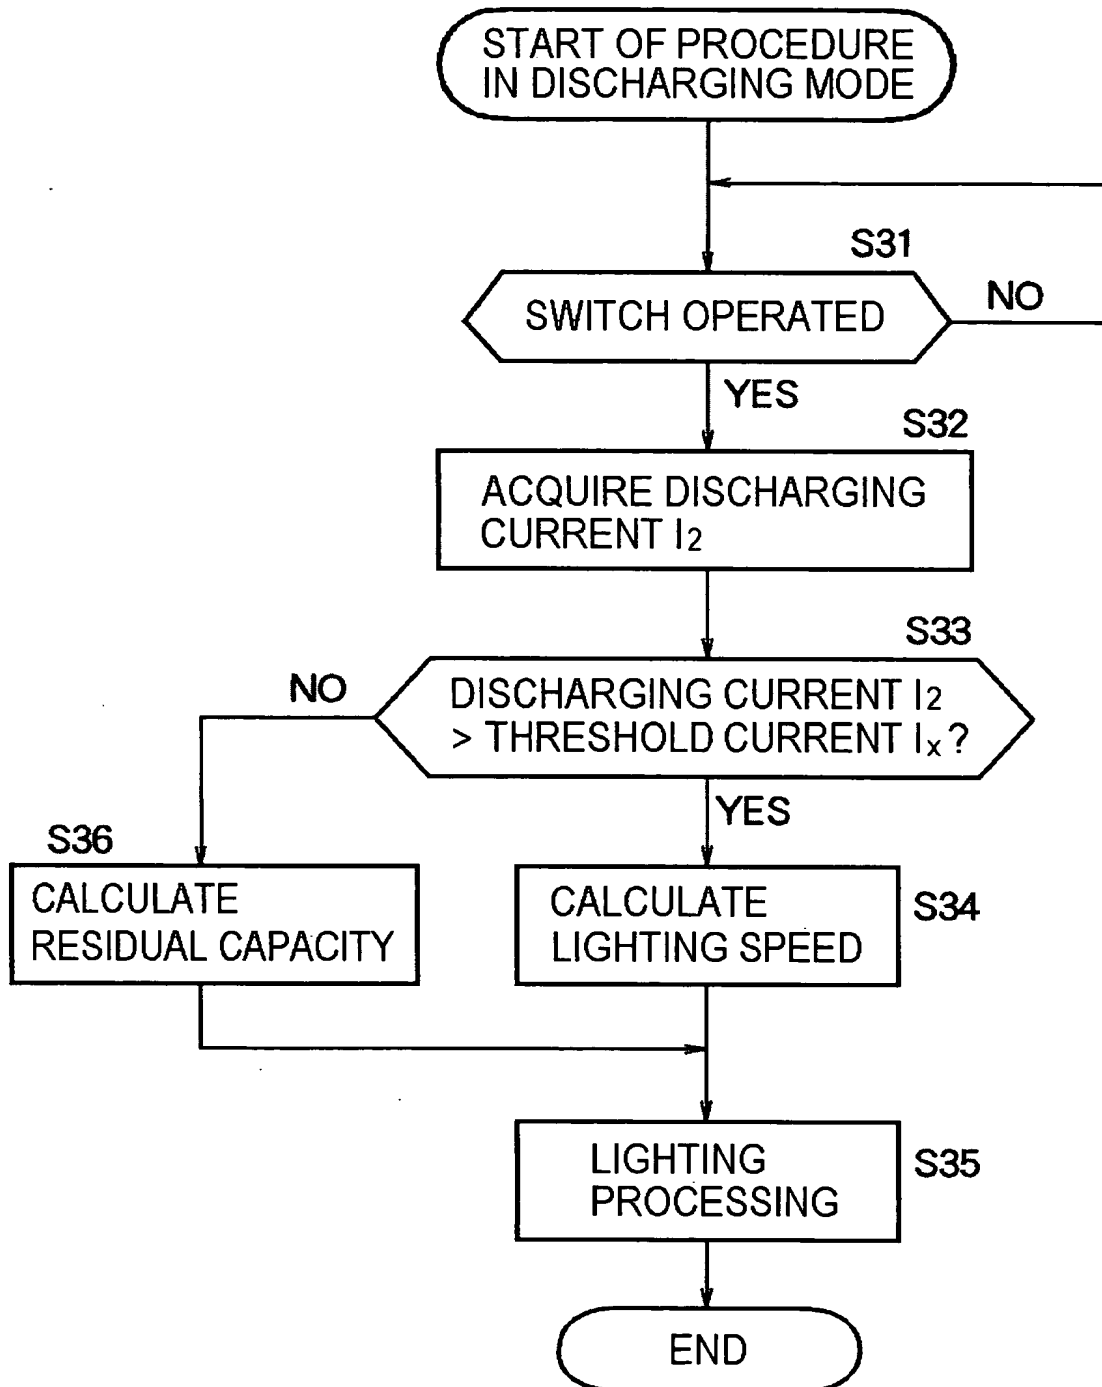 START OF PROCEDURE
IN DISCHARGING MODE
S31
SWITCH OPERATED
NO
YES
S32
ACQUIRE DISCHARGING
CURRENT I2
S33
NO
DISCHARGING CURRENT I2
> THRESHOLD CURRENT Ix ?
YES
S36
CALCULATE
RESIDUAL CAPACITY
CALCULATE
LIGHTING SPEED
S34
LIGHTING
PROCESSING
S35
END